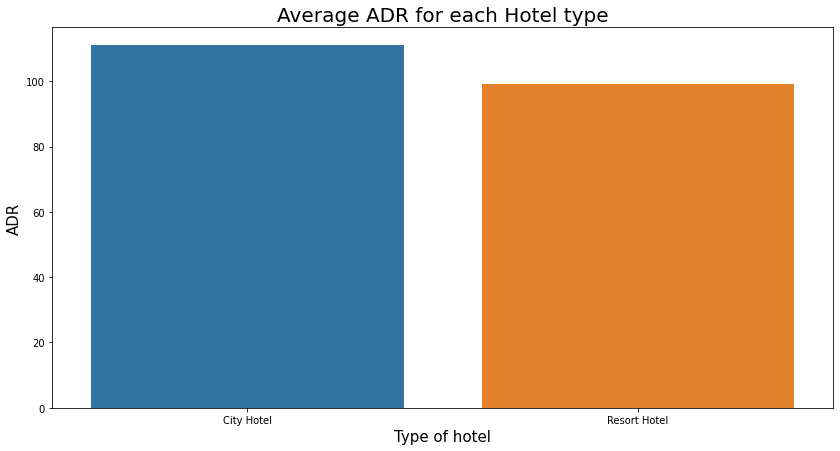 Average ADR for each Hotel type
100
80
60
40
20
0
ADR
City Hotel
Resort Hotel
Type of hotel